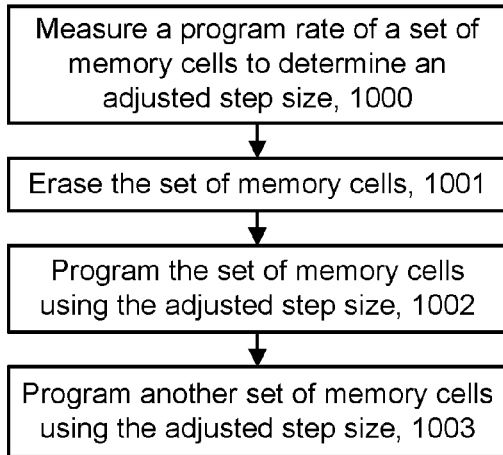 Measure a program rate of a set of
memory cells to determine an
adjusted step size, 1000
Erase the set of memory cells, 1001
Program the set of memory cells
using the adjusted step size, 1002
Program another set of memory cells
using the adjusted step size, 1003